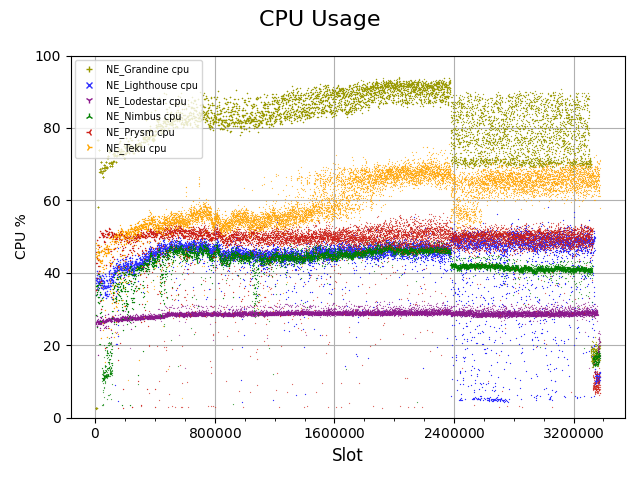 CPU Usage
100
80
60
40
20
0
CPU %
NE_Grandine cpu
NE_Lighthouse cpu
NE_Lodestar cpu
NE_Nimbus cpu
NE_Prysm cpu
NE_Teku cpu
0 800000 1600000 2400000 3200000
Slot